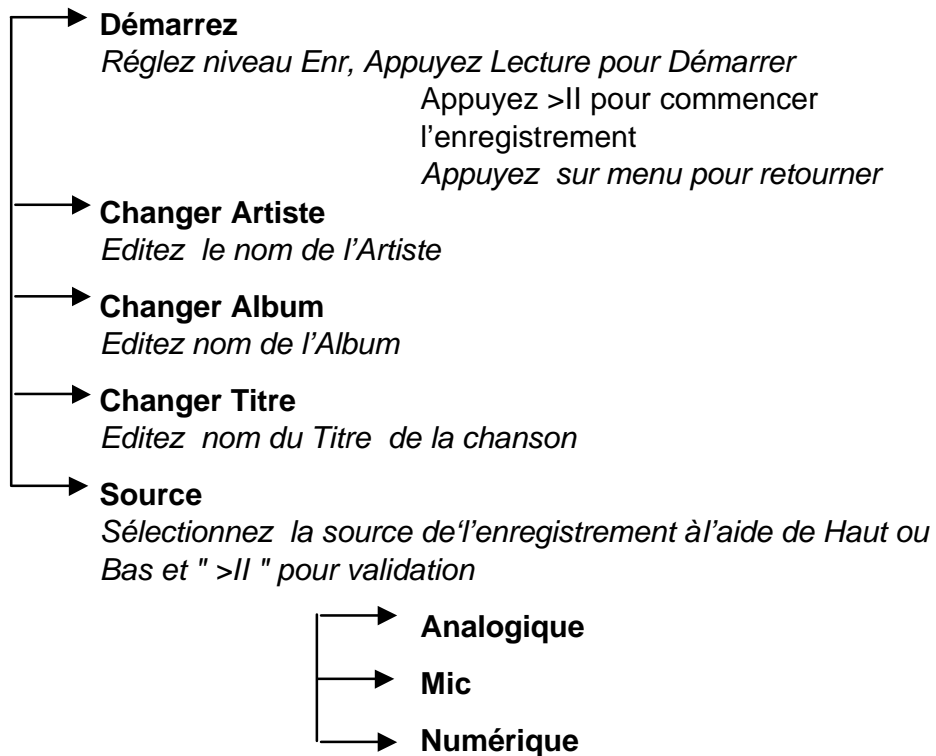 Démarrez
Réglez niveau Enr, Appuyez Lecture pour Démarrer
Appuyez >II pour commencer
l'enregistrement
Appuyez sur menu pour retourner
Changer Artiste
Editez le nom de l'Artiste
Changer Album
Editez nom de l'Album
Changer Titre
Editez nom du Titre de la chanson
Source
Sélectionnez la source de‘l'enregistrement àl'aide de Haut ou
Bas et " >II " pour validation
Analogique
Mic
Numérique